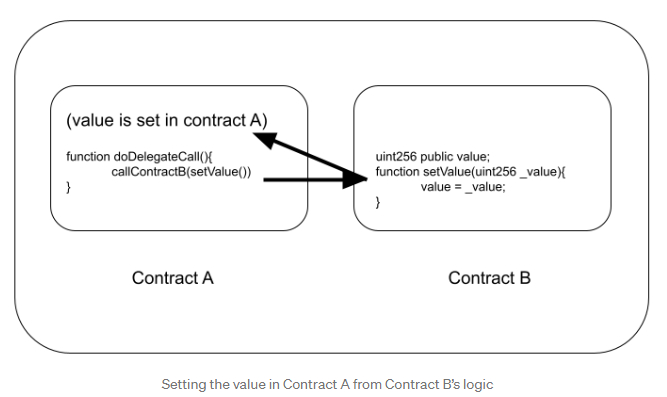 (value is set in contract A)
function doDelegateCall(){
callContractB(setValue())
}
uint256 public value;
function setValue(uint256 _value){
value = _value;
}
Contract A
Contract B
Setting the value in Contract A from Contract B's logic